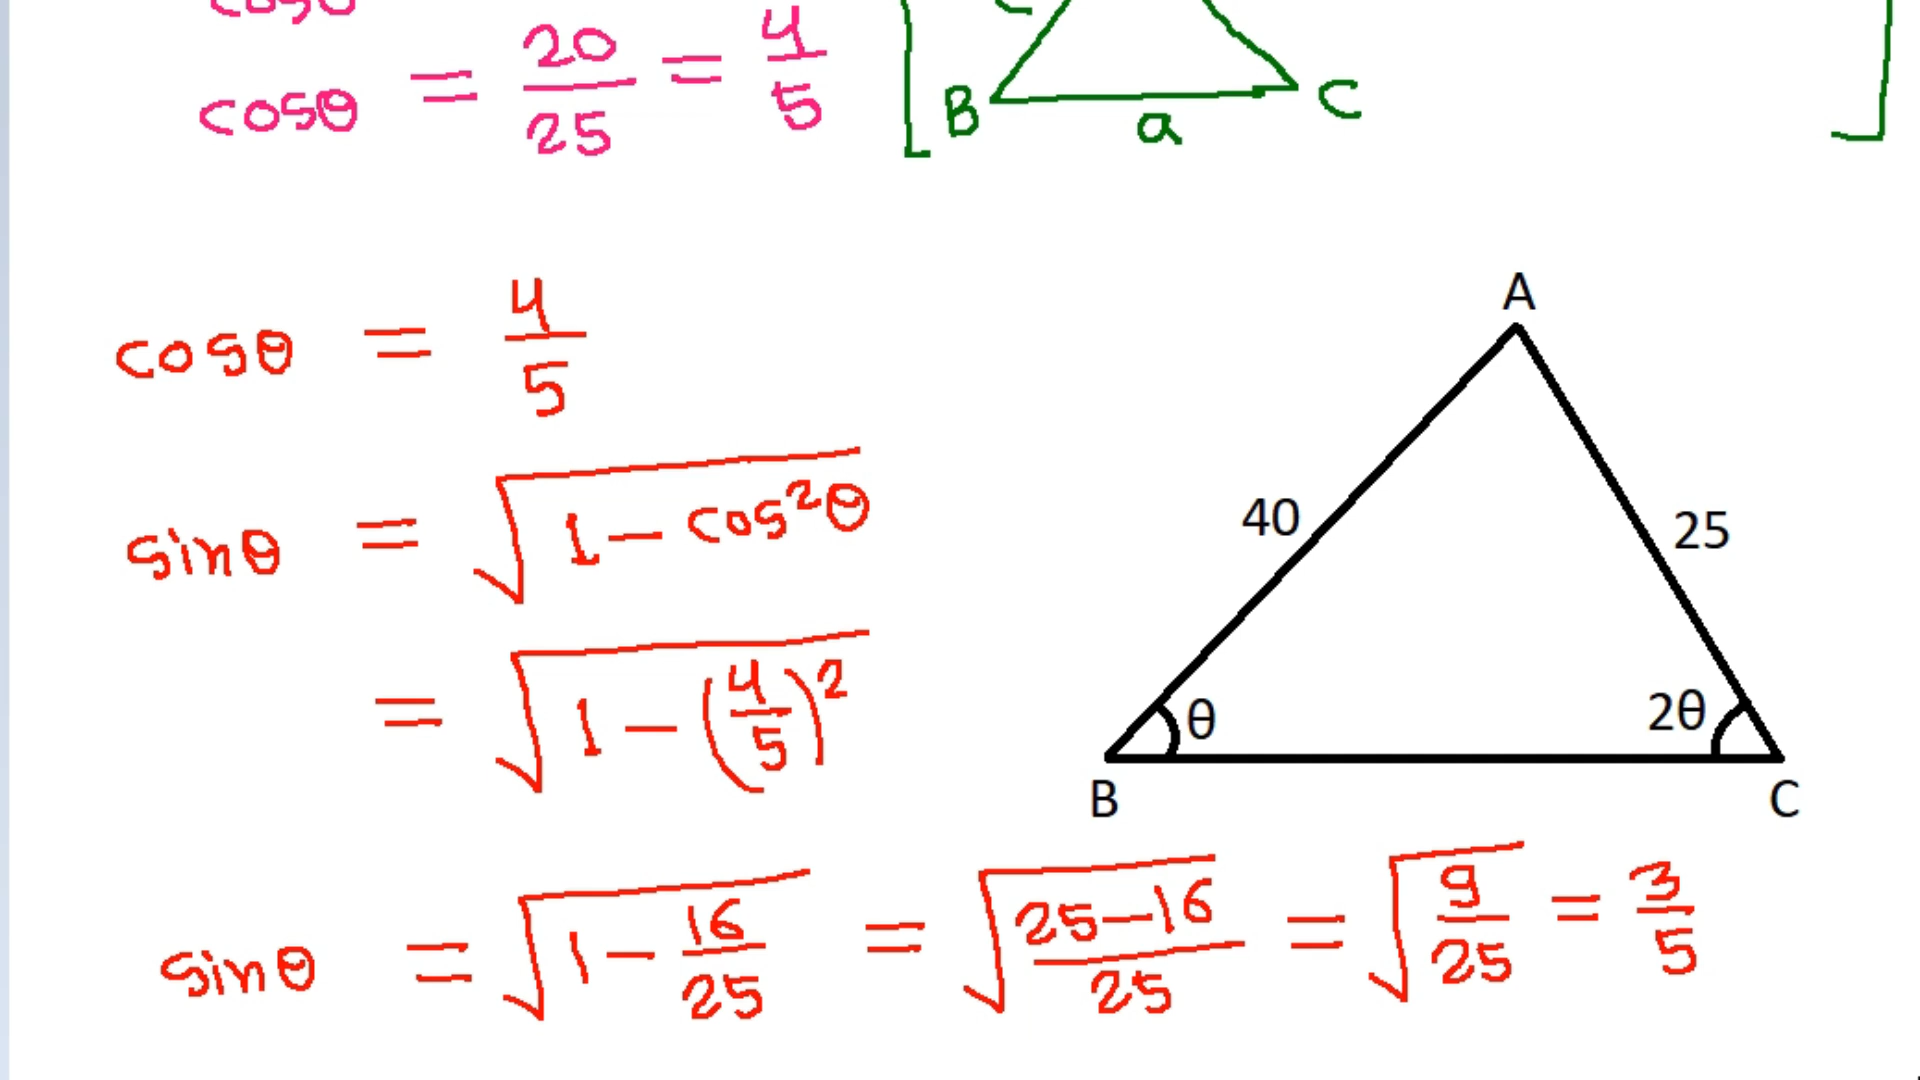 cosθ
cosθ = 20/25 = 4/5
B a C
cosθ = 4/5
sinθ = √(1 - cos²θ)
= √(1 - (4/5)²)
sinθ = √(1 - 16/25) = √((25-16)/25) = √(9/25) = 3/5
A
40 25
θ 2θ
B C